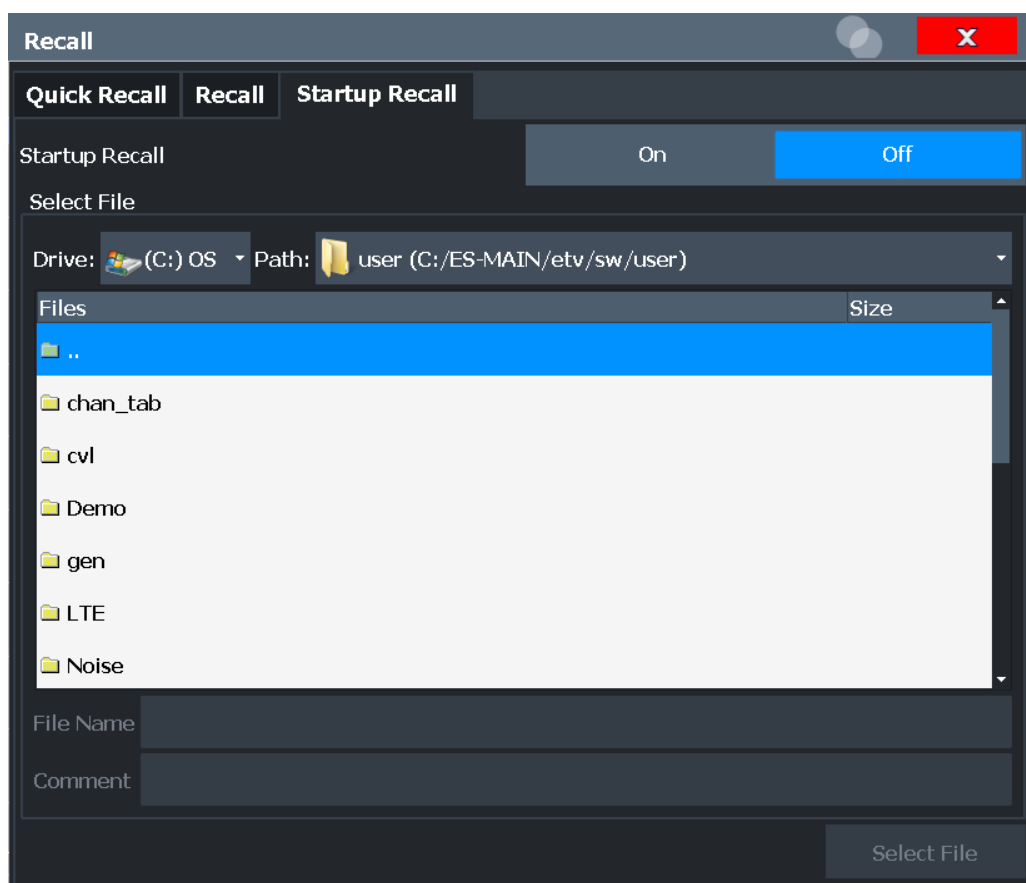 Recall X
Quick Recall Recall Startup Recall
Startup Recall On Off
Select File
Drive: (C:) OS Path: user (C:/ES-MAIN/etv/sw/user)
Files Size
..
chan_tab
cvl
Demo
gen
LTE
Noise
File Name
Comment
Select File